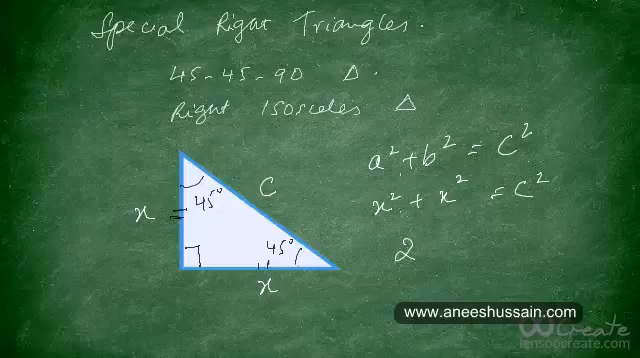 Special Right Triangles.
45-45-90 Δ.
Right Isosceles Δ
a² + b² = C²
x² + x² = C²
2
C
x
45°
45°
x
www.aneeshussain.com
iCreate
lensoocreate.com